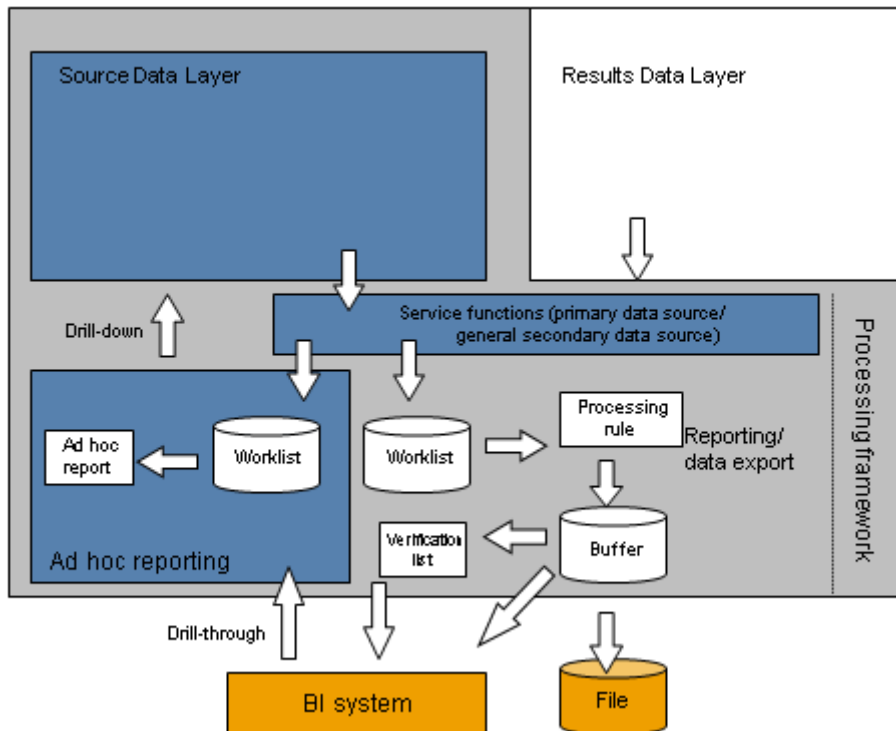 Source Data Layer
Results Data Layer
Service functions (primary data source/
general secondary data source)
Drill-down
Processing framework
Processing
rule
Ad hoc
report
Worklist
Worklist
Reporting/
data export
Verification
list
Buffer
Ad hoc reporting
Drill-through
BI system
File